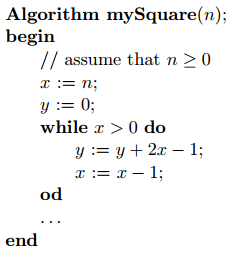 Algorithm mySquare(n);
begin
// assume that n ≥ 0
x := n;
y := 0;
while x > 0 do
y := y + 2x − 1;
x := x − 1;
od
. . .
end